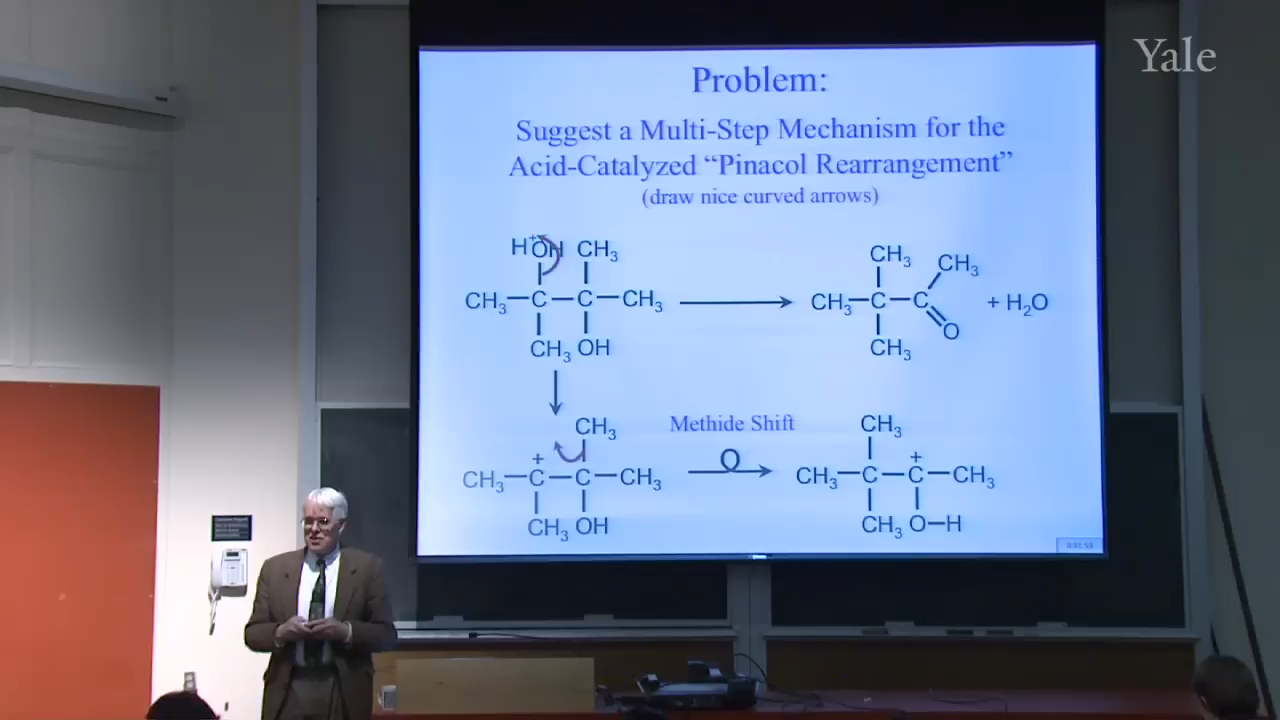 Yale
Problem:
Suggest a Multi-Step Mechanism for the
Acid-Catalyzed “Pinacol Rearrangement”
(draw nice curved arrows)
H + OH CH₃
CH₃ C C CH₃
CH₃ OH
CH₃ CH₃
CH₃ C C + H₂O
O
CH₃
CH₃
+
CH₃ C C CH₃
CH₃ OH
Methide Shift
CH₃
+
CH₃ C C CH₃
CH₃ O H